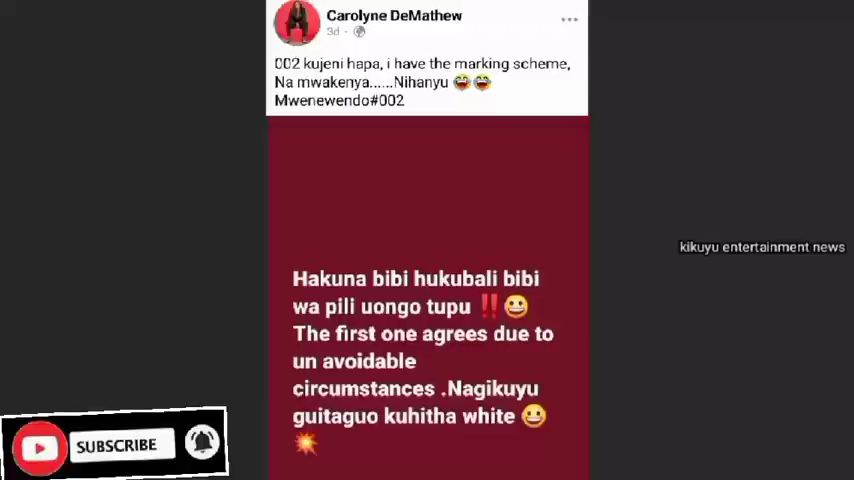 Carolyne DeMathew
3d
002 kujeni hapa, i have the marking scheme,
Na mwakenya......Nihanyu 😂😂
Mwenewendo#002
kikuyu entertainment news
Hakuna bibi hukubali bibi
wa pili uongo tupu ‼️😀
The first one agrees due to
un avoidable
circumstances .Nagikuyu
guitaguo kuhitha white 😀
💥
SUBSCRIBE